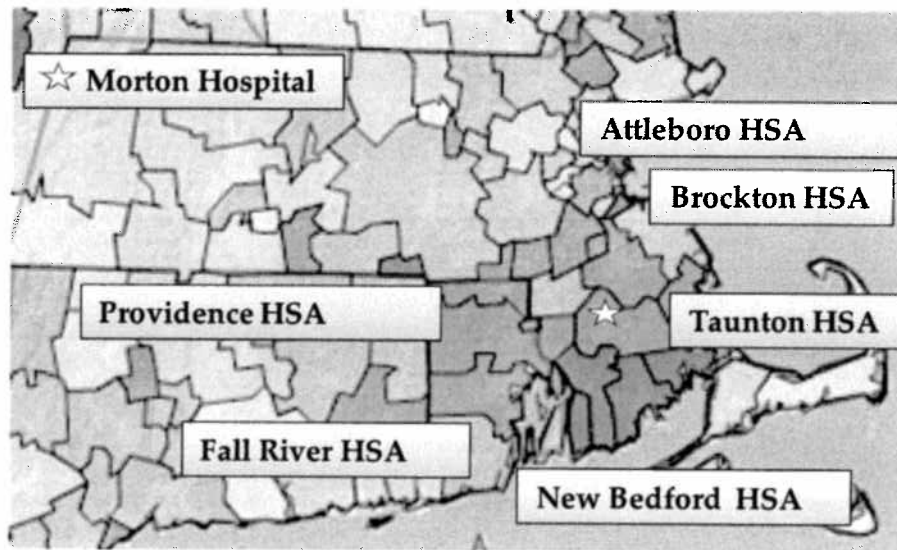 ☆ Morton Hospital
Attleboro HSA
Brockton HSA
Providence HSA
Taunton HSA
Fall River HSA
New Bedford HSA